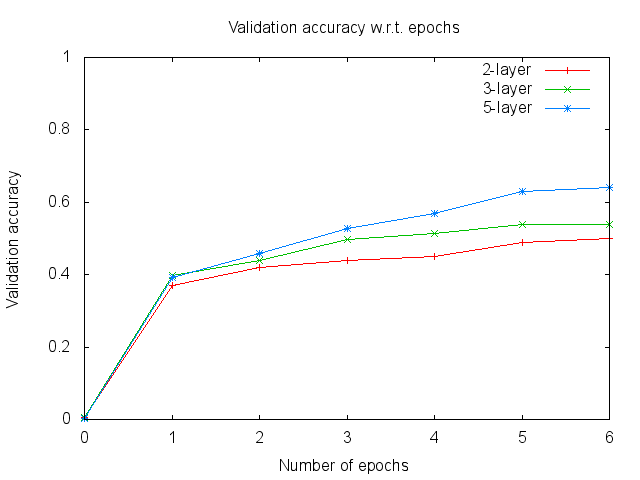 Validation accuracy w.r.t. epochs
2-layer
3-layer
5-layer
1
0.8
0.6
0.4
0.2
0
Validation accuracy
0 1 2 3 4 5 6
Number of epochs